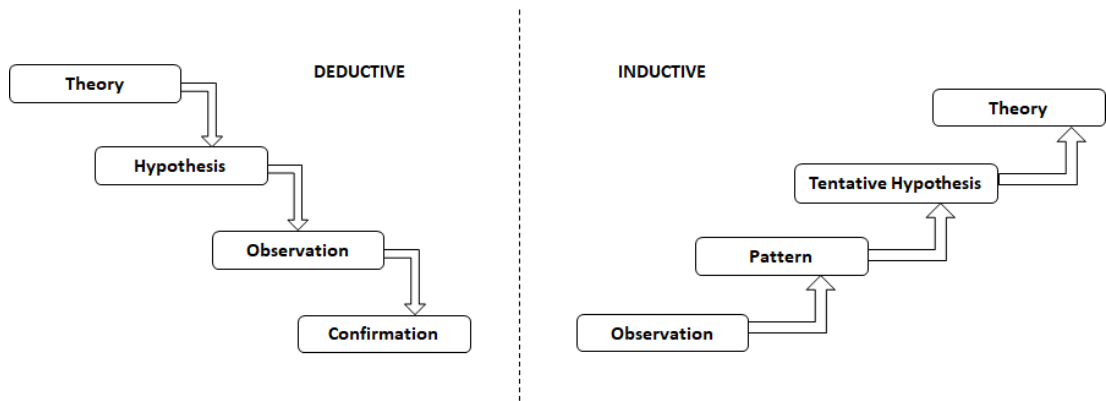 DEDUCTIVE
Theory
Hypothesis
Observation
Confirmation
INDUCTIVE
Theory
Tentative Hypothesis
Pattern
Observation